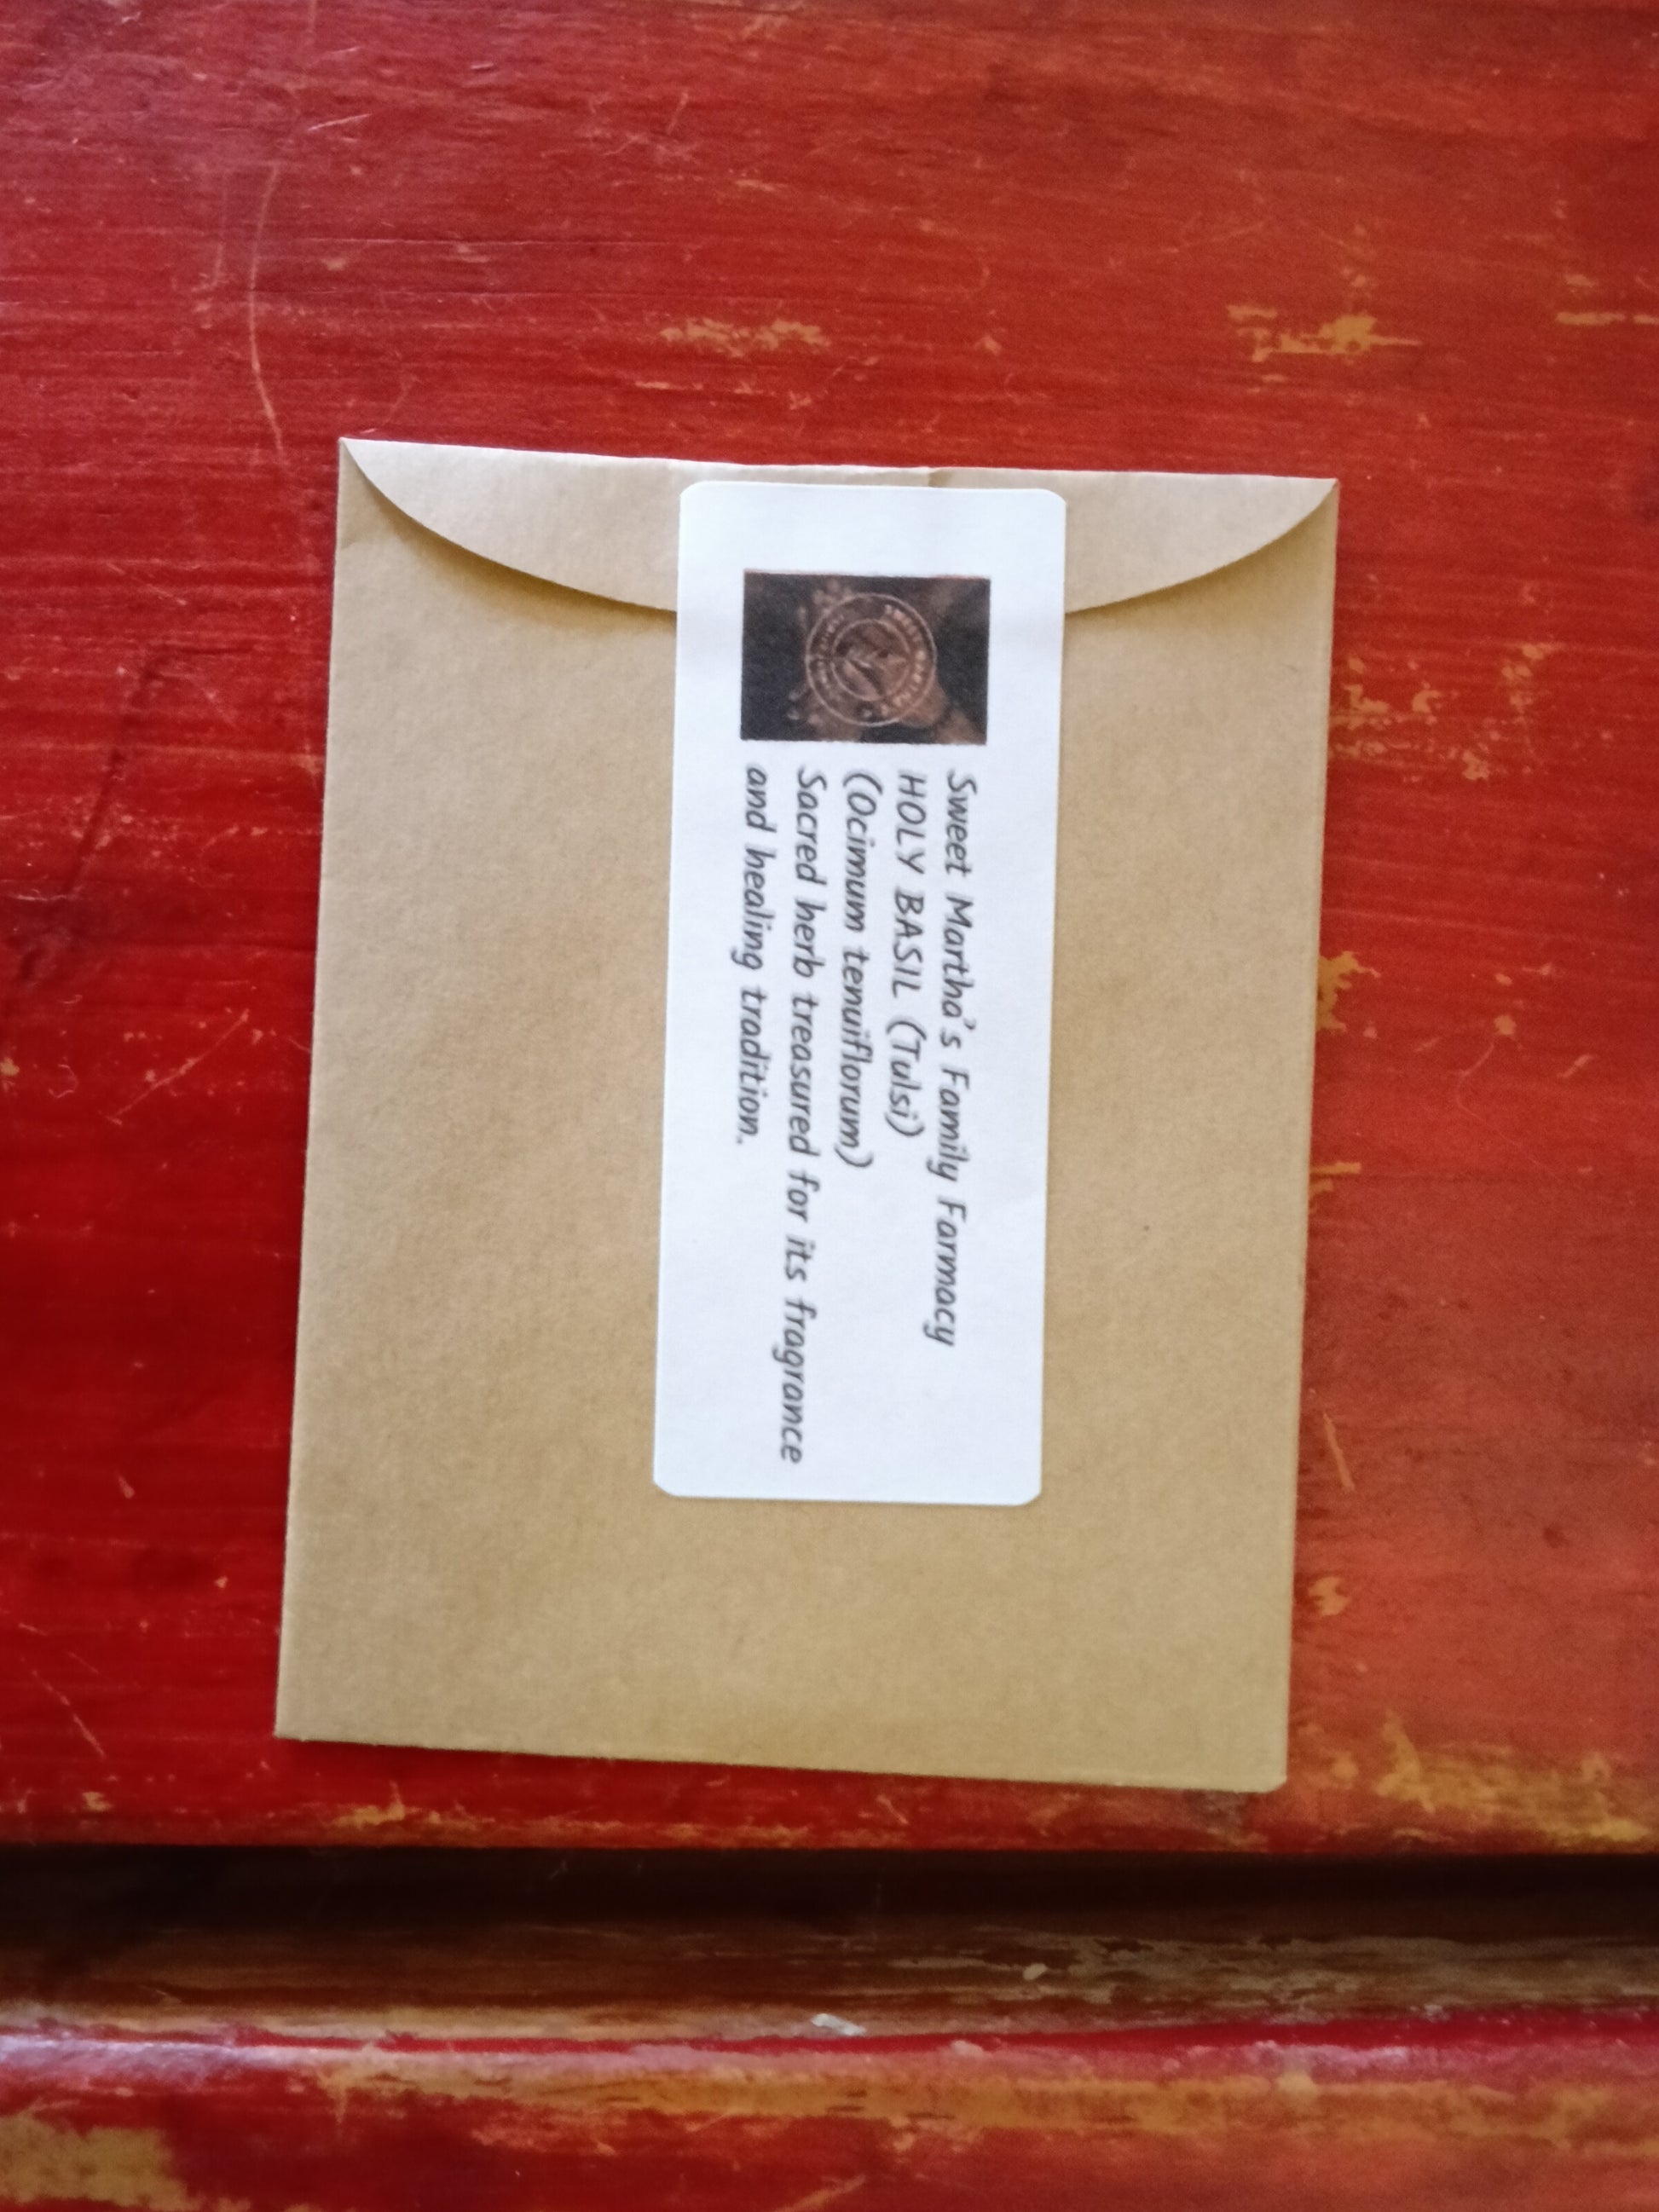 Sweet Martha's Family Farmacy
HOLY BASIL (Tulsi)
(Ocimum tenuiflorum)
Sacred herb treasured for its fragrance
and healing tradition.